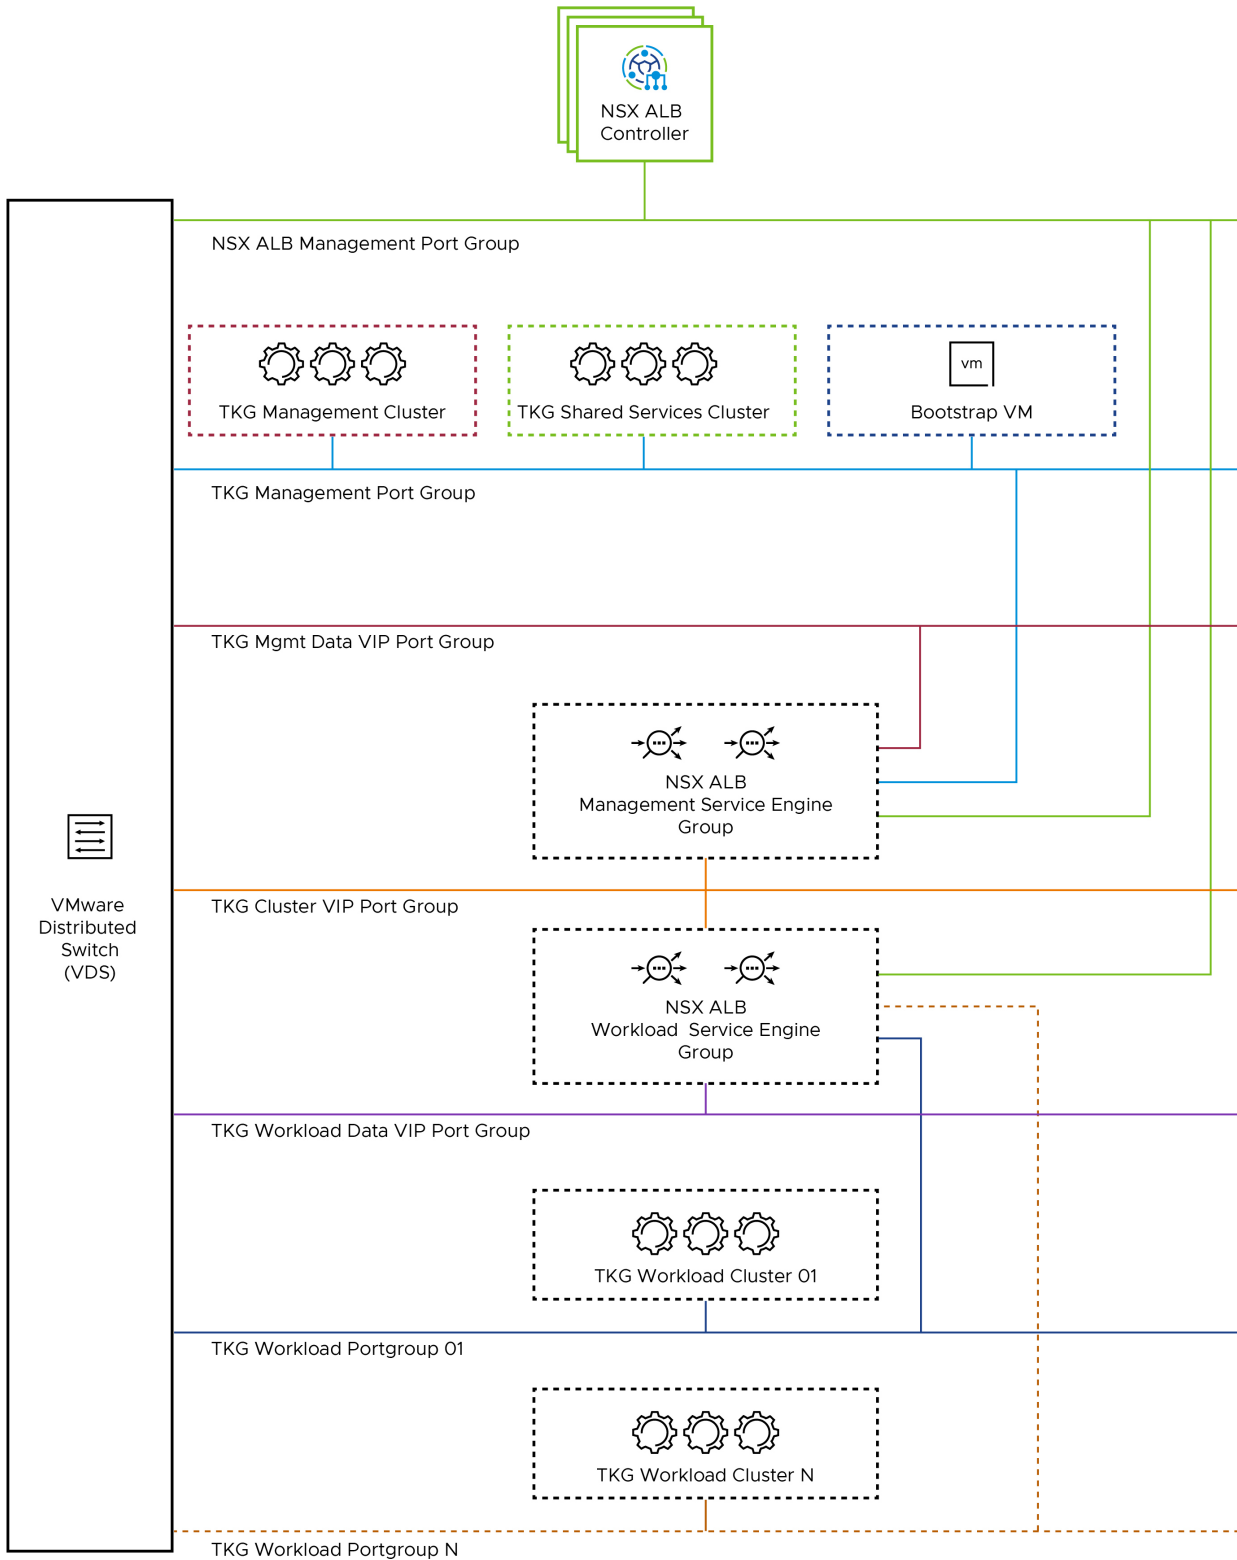 NSX ALB
Controller
NSX ALB Management Port Group
vm
TKG Management Cluster
TKG Shared Services Cluster
Bootstrap VM
TKG Management Port Group
TKG Mgmt Data VIP Port Group
NSX ALB
Management Service Engine
Group
VMware
Distributed
Switch
(VDS)
TKG Cluster VIP Port Group
NSX ALB
Workload  Service Engine
Group
TKG Workload Data VIP Port Group
TKG Workload Cluster 01
TKG Workload Portgroup 01
TKG Workload Cluster N
TKG Workload Portgroup N